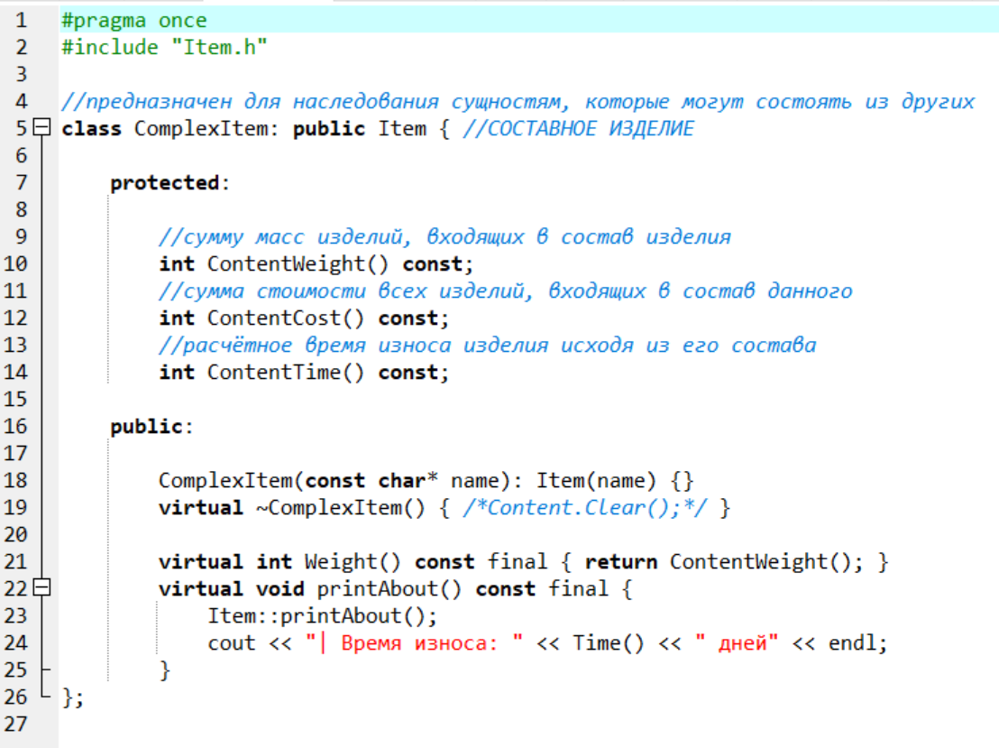 1 #pragma once
2 #include "Item.h"
3
4 //предназначен для наследования сущностям, которые могут состоять из других
5 class ComplexItem: public Item { //СОСТАВНОЕ ИЗДЕЛИЕ
6
7 protected:
8
9 //сумму масс изделий, входящих в состав изделия
10 int ContentWeight() const;
11 //сумма стоимости всех изделий, входящих в состав данного
12 int ContentCost() const;
13 //расчётное время износа изделия исходя из его состава
14 int ContentTime() const;
15
16 public:
17
18 ComplexItem(const char* name): Item(name) {}
19 virtual ~ComplexItem() { /*Content.Clear();*/ }
20
21 virtual int Weight() const final { return ContentWeight(); }
22 virtual void printAbout() const final {
23 Item::printAbout();
24 cout << "| Время износа: " << Time() << " дней" << endl;
25 }
26 };
27